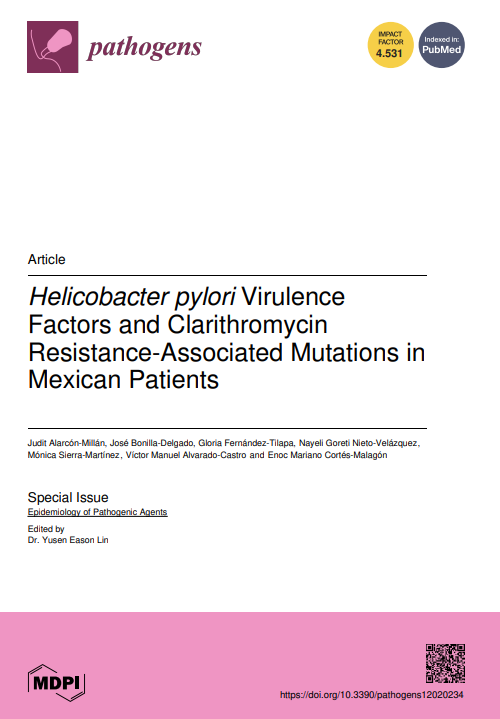 pathogens
IMPACT
FACTOR
4.531
Indexed in:
PubMed
Article
Helicobacter pylori Virulence
Factors and Clarithromycin
Resistance-Associated Mutations in
Mexican Patients
Judit Alarcón-Millán, José Bonilla-Delgado, Gloria Fernández-Tilapa, Nayeli Goreti Nieto-Velázquez,
Mónica Sierra-Martínez, Víctor Manuel Alvarado-Castro and Enoc Mariano Cortés-Malagón
Special Issue
Epidemiology of Pathogenic Agents
Edited by
Dr. Yusen Eason Lin
MDPI
https://doi.org/10.3390/pathogens12020234